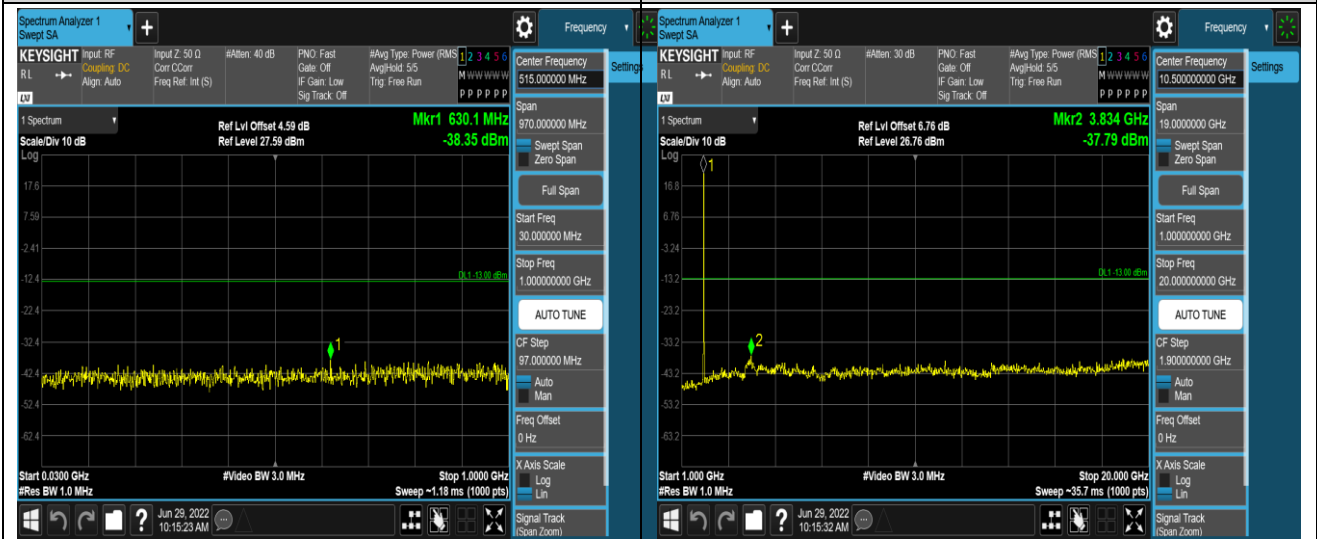 Spectrum Analyzer 1
Swept SA
+
Frequency
KEYSIGHT
RL
LXI
Input: RF
Coupling: DC
Align: Auto
Input Z: 50 Ω
Corr CCorr
Freq Ref: Int (S)
#Atten: 40 dB
PNO: Fast
Gate: Off
IF Gain: Low
Sig Track: Off
#Avg Type: Power (RMS
Avg|Hold: 5/5
Trig: Free Run
1 2 3 4 5 6
M W W W W W
P P P P P P
Center Frequency
515.000000 MHz
Settings
1 Spectrum
Scale/Div 10 dB
Log
Ref Lvl Offset 4.59 dB
Ref Level 27.59 dBm
Mkr1 630.1 MHz
-38.35 dBm
17.6
7.59
-2.41
-12.4
-22.4
-32.4
-42.4
-52.4
-62.4
DL1 -13.00 dBm
1
Start 0.0300 GHz
#Res BW 1.0 MHz
#Video BW 3.0 MHz
Stop 1.0000 GHz
Sweep ~1.18 ms (1000 pts)
Span
970.000000 MHz
Swept Span
Zero Span
Full Span
Start Freq
30.000000 MHz
Stop Freq
1.000000000 GHz
AUTO TUNE
CF Step
97.000000 MHz
Auto
Man
Freq Offset
0 Hz
X Axis Scale
Log
Lin
Signal Track
(Span Zoom)
?
Jun 29, 2022
10:15:23 AM
Spectrum Analyzer 1
Swept SA
+
Frequency
KEYSIGHT
RL
LXI
Input: RF
Coupling: DC
Align: Auto
Input Z: 50 Ω
Corr CCorr
Freq Ref: Int (S)
#Atten: 30 dB
PNO: Fast
Gate: Off
IF Gain: Low
Sig Track: Off
#Avg Type: Power (RMS
Avg|Hold: 5/5
Trig: Free Run
1 2 3 4 5 6
M W W W W W
P P P P P P
Center Frequency
10.500000000 GHz
Settings
1 Spectrum
Scale/Div 10 dB
Log
Ref Lvl Offset 6.76 dB
Ref Level 26.76 dBm
Mkr2 3.834 GHz
-37.79 dBm
1
16.8
6.76
-3.24
-13.2
-23.2
-33.2
-43.2
-53.2
-63.2
DL1 -13.00 dBm
2
Start 1.000 GHz
#Res BW 1.0 MHz
#Video BW 3.0 MHz
Stop 20.000 GHz
Sweep ~35.7 ms (1000 pts)
Span
19.0000000 GHz
Swept Span
Zero Span
Full Span
Start Freq
1.000000000 GHz
Stop Freq
20.000000000 GHz
AUTO TUNE
CF Step
1.900000000 GHz
Auto
Man
Freq Offset
0 Hz
X Axis Scale
Log
Lin
Signal Track
(Span Zoom)
?
Jun 29, 2022
10:15:32 AM